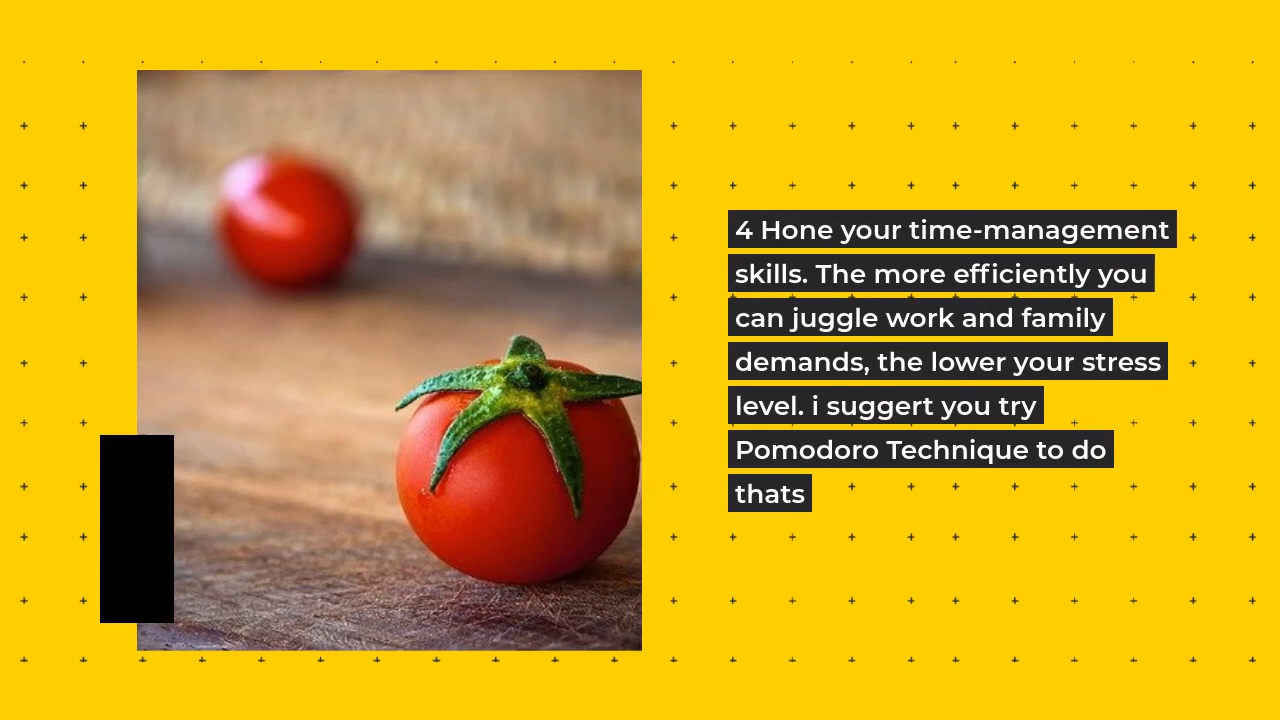 4 Hone your time-management
skills. The more efficiently you
can juggle work and family
demands, the lower your stress
level. i suggert you try
Pomodoro Technique to do
thats